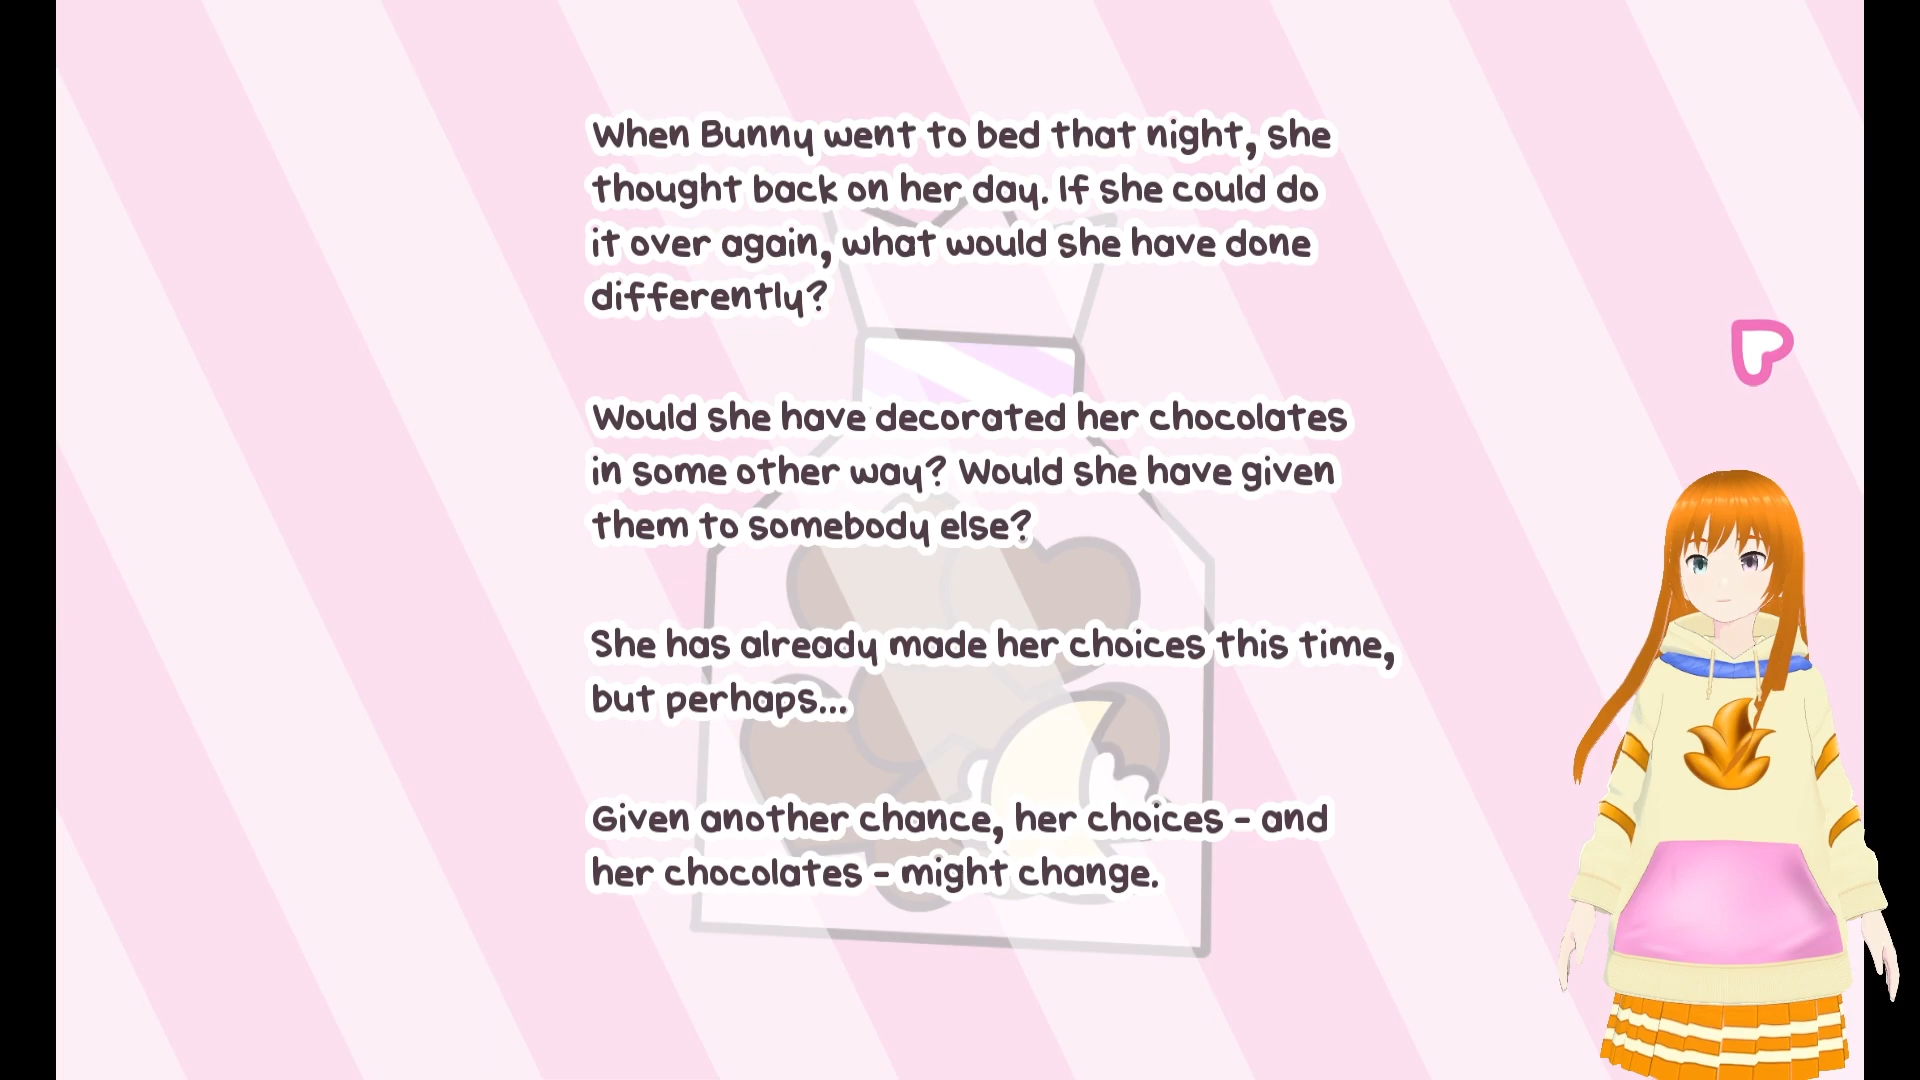 When Bunny went to bed that night, she
thought back on her day. If she could do
it over again, what would she have done
differently?
Would she have decorated her chocolates
in some other way? Would she have given
them to somebody else?
She has already made her choices this time,
but perhaps...
Given another chance, her choices - and
her chocolates - might change.